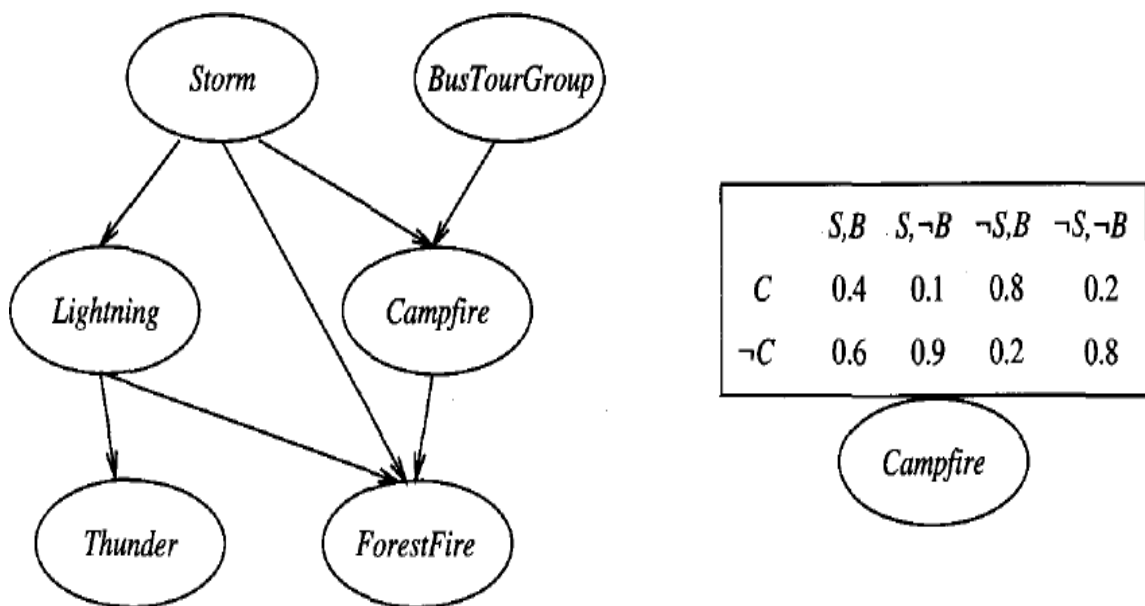 Storm
BusTourGroup
Lightning
Campfire
Thunder
ForestFire
S,B S,¬B ¬S,B ¬S,¬B
C 0.4 0.1 0.8 0.2
¬C 0.6 0.9 0.2 0.8
Campfire